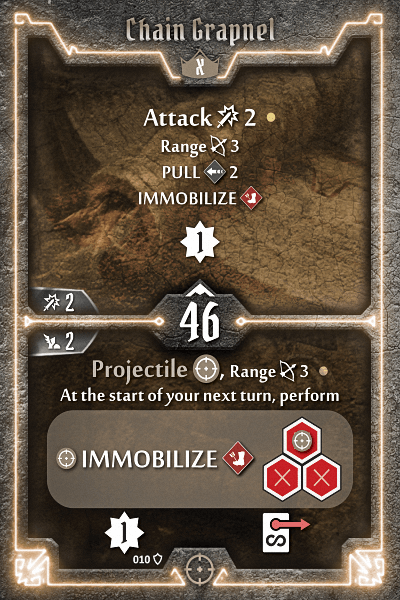 Chain Grapnel
X
Attack 2
Range 3
PULL 2
IMMOBILIZE
1
2
46
2
Projectile , Range 3
At the start of your next turn, perform
IMMOBILIZE
1
S
010